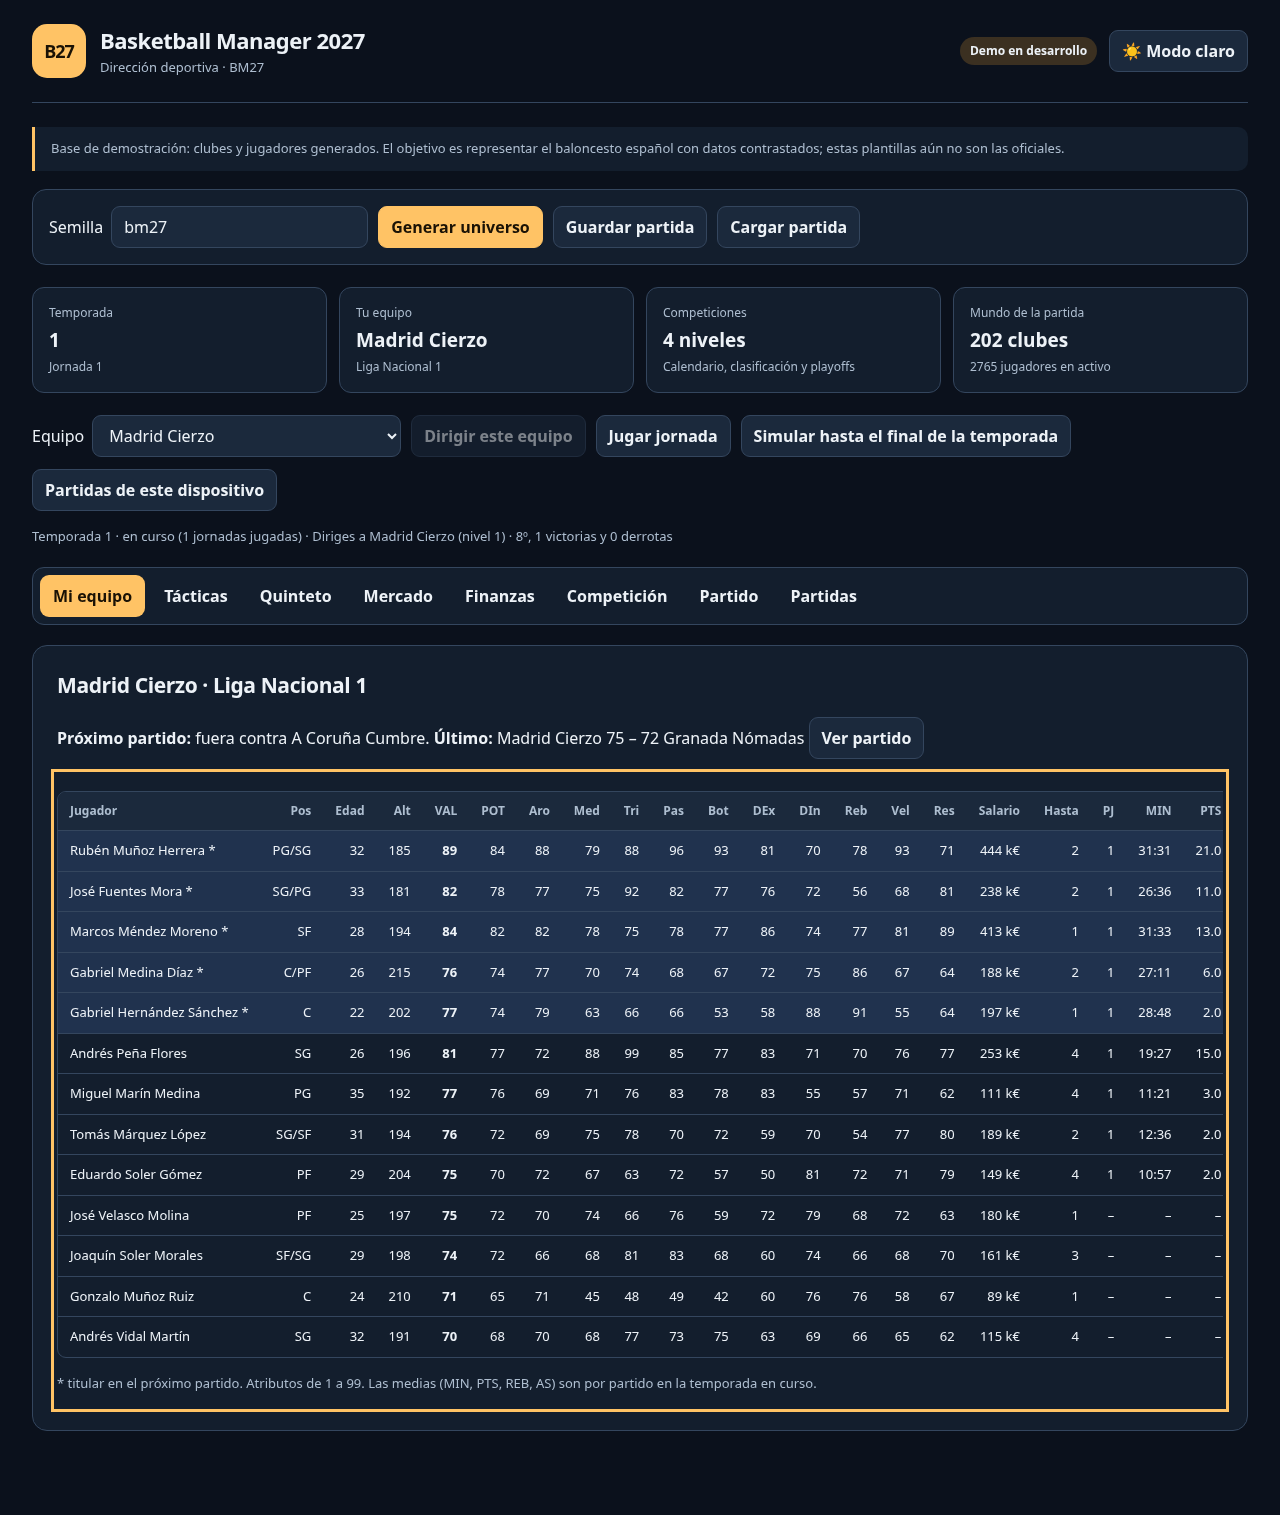 B27
Basketball Manager 2027
Dirección deportiva · BM27
Demo en desarrollo
☀️ Modo claro
Base de demostración: clubes y jugadores generados. El objetivo es representar el baloncesto español con datos contrastados; estas plantillas aún no son las oficiales.
Semilla bm27 Generar universo Guardar partida Cargar partida
Temporada
1
Jornada 1
Tu equipo
Madrid Cierzo
Liga Nacional 1
Competiciones
4 niveles
Calendario, clasificación y playoffs
Mundo de la partida
202 clubes
2765 jugadores en activo
Equipo Madrid Cierzo Dirigir este equipo Jugar jornada Simular hasta el final de la temporada
Partidas de este dispositivo
Temporada 1 · en curso (1 jornadas jugadas) · Diriges a Madrid Cierzo (nivel 1) · 8º, 1 victorias y 0 derrotas
Mi equipo Tácticas Quinteto Mercado Finanzas Competición Partido Partidas
Madrid Cierzo · Liga Nacional 1
Próximo partido: fuera contra A Coruña Cumbre. Último: Madrid Cierzo 75 – 72 Granada Nómadas Ver partido
Jugador Pos Edad Alt VAL POT Aro Med Tri Pas Bot DEx DIn Reb Vel Res Salario Hasta PJ MIN PTS
Rubén Muñoz Herrera * PG/SG 32 185 89 84 88 79 88 96 93 81 70 78 93 71 444 k€ 2 1 31:31 21.0
José Fuentes Mora * SG/PG 33 181 82 78 77 75 92 82 77 76 72 56 68 81 238 k€ 2 1 26:36 11.0
Marcos Méndez Moreno * SF 28 194 84 82 82 78 75 78 77 86 74 77 81 89 413 k€ 1 1 31:33 13.0
Gabriel Medina Díaz * C/PF 26 215 76 74 77 70 74 68 67 72 75 86 67 64 188 k€ 2 1 27:11 6.0
Gabriel Hernández Sánchez * C 22 202 77 74 79 63 66 66 53 58 88 91 55 64 197 k€ 1 1 28:48 2.0
Andrés Peña Flores SG 26 196 81 77 72 88 99 85 77 83 71 70 76 77 253 k€ 4 1 19:27 15.0
Miguel Marín Medina PG 35 192 77 76 69 71 76 83 78 83 55 57 71 62 111 k€ 4 1 11:21 3.0
Tomás Márquez López SG/SF 31 194 76 72 69 75 78 70 72 59 70 54 77 80 189 k€ 2 1 12:36 2.0
Eduardo Soler Gómez PF 29 204 75 70 72 67 63 72 57 50 81 72 71 79 149 k€ 4 1 10:57 2.0
José Velasco Molina PF 25 197 75 72 70 74 66 76 59 72 79 68 72 63 180 k€ 1 – – –
Joaquín Soler Morales SF/SG 29 198 74 72 66 68 81 83 68 60 74 66 68 70 161 k€ 3 – – –
Gonzalo Muñoz Ruiz C 24 210 71 65 71 45 48 49 42 60 76 76 58 67 89 k€ 1 – – –
Andrés Vidal Martín SG 32 191 70 68 70 68 77 73 75 63 69 66 65 62 115 k€ 4 – – –
* titular en el próximo partido. Atributos de 1 a 99. Las medias (MIN, PTS, REB, AS) son por partido en la temporada en curso.